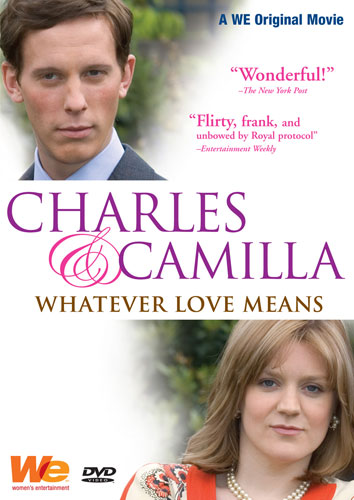 A WE Original Movie
“Wonderful!”
–The New York Post
“Flirty, frank, and
unbowed by Royal protocol”
–Entertainment Weekly
CHARLES
& CAMILLA
WHATEVER LOVE MEANS
We
women's entertainment
DVD
VIDEO